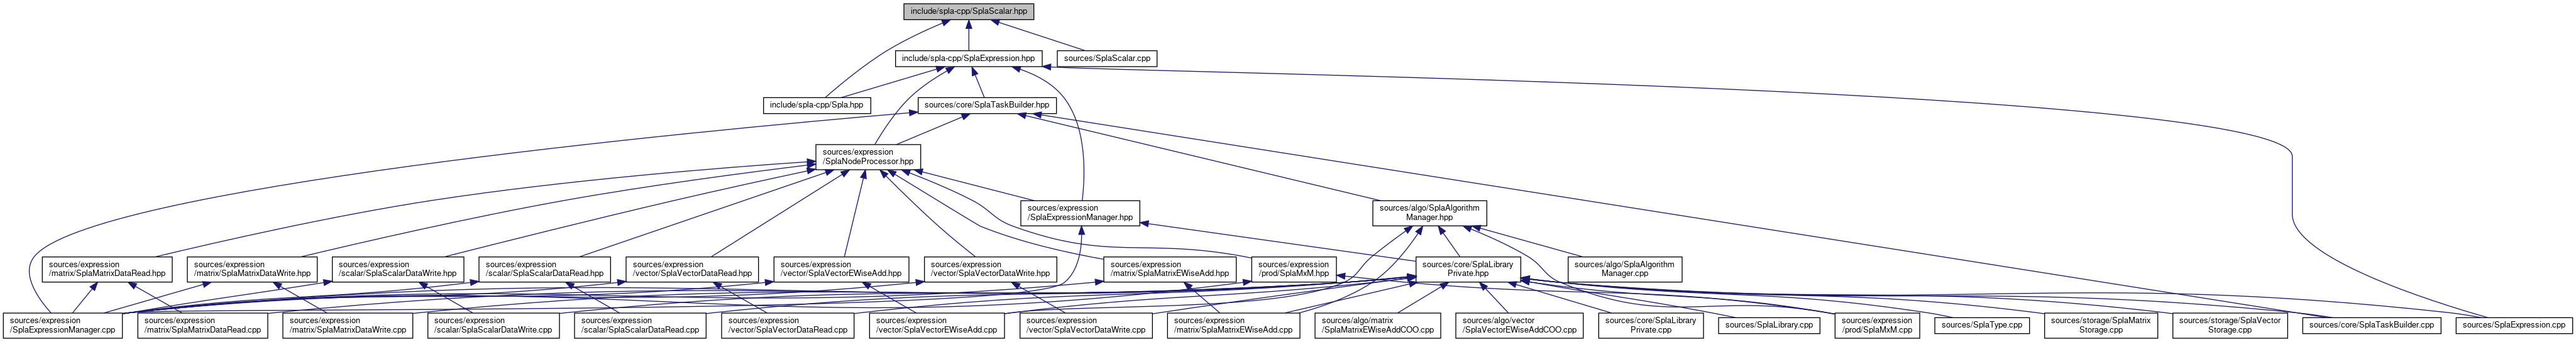 include/spla-cpp/SplaScalar.hpp
include/spla-cpp/SplaExpression.hpp
sources/SplaScalar.cpp
include/spla-cpp/Spla.hpp
sources/core/SplaTaskBuilder.hpp
sources/expression
/SplaNodeProcessor.hpp
sources/expression
/SplaExpressionManager.hpp
sources/algo/SplaAlgorithm
Manager.hpp
sources/expression
/matrix/SplaMatrixDataRead.hpp
sources/expression
/matrix/SplaMatrixDataWrite.hpp
sources/expression
/scalar/SplaScalarDataWrite.hpp
sources/expression
/scalar/SplaScalarDataRead.hpp
sources/expression
/vector/SplaVectorDataRead.hpp
sources/expression
/vector/SplaVectorEWiseAdd.hpp
sources/expression
/vector/SplaVectorDataWrite.hpp
sources/expression
/matrix/SplaMatrixEWiseAdd.hpp
sources/expression
/prod/SplaMxM.hpp
sources/core/SplaLibrary
Private.hpp
sources/algo/SplaAlgorithm
Manager.cpp
sources/expression
/SplaExpressionManager.cpp
sources/expression
/matrix/SplaMatrixDataRead.cpp
sources/expression
/matrix/SplaMatrixDataWrite.cpp
sources/expression
/scalar/SplaScalarDataWrite.cpp
sources/expression
/scalar/SplaScalarDataRead.cpp
sources/expression
/vector/SplaVectorDataRead.cpp
sources/expression
/vector/SplaVectorEWiseAdd.cpp
sources/expression
/vector/SplaVectorDataWrite.cpp
sources/expression
/matrix/SplaMatrixEWiseAdd.cpp
sources/algo/matrix
/SplaMatrixEWiseAddCOO.cpp
sources/algo/vector
/SplaVectorEWiseAddCOO.cpp
sources/core/SplaLibrary
Private.cpp
sources/SplaLibrary.cpp
sources/expression
/prod/SplaMxM.cpp
sources/SplaType.cpp
sources/storage/SplaMatrix
Storage.cpp
sources/storage/SplaVector
Storage.cpp
sources/core/SplaTaskBuilder.cpp
sources/SplaExpression.cpp